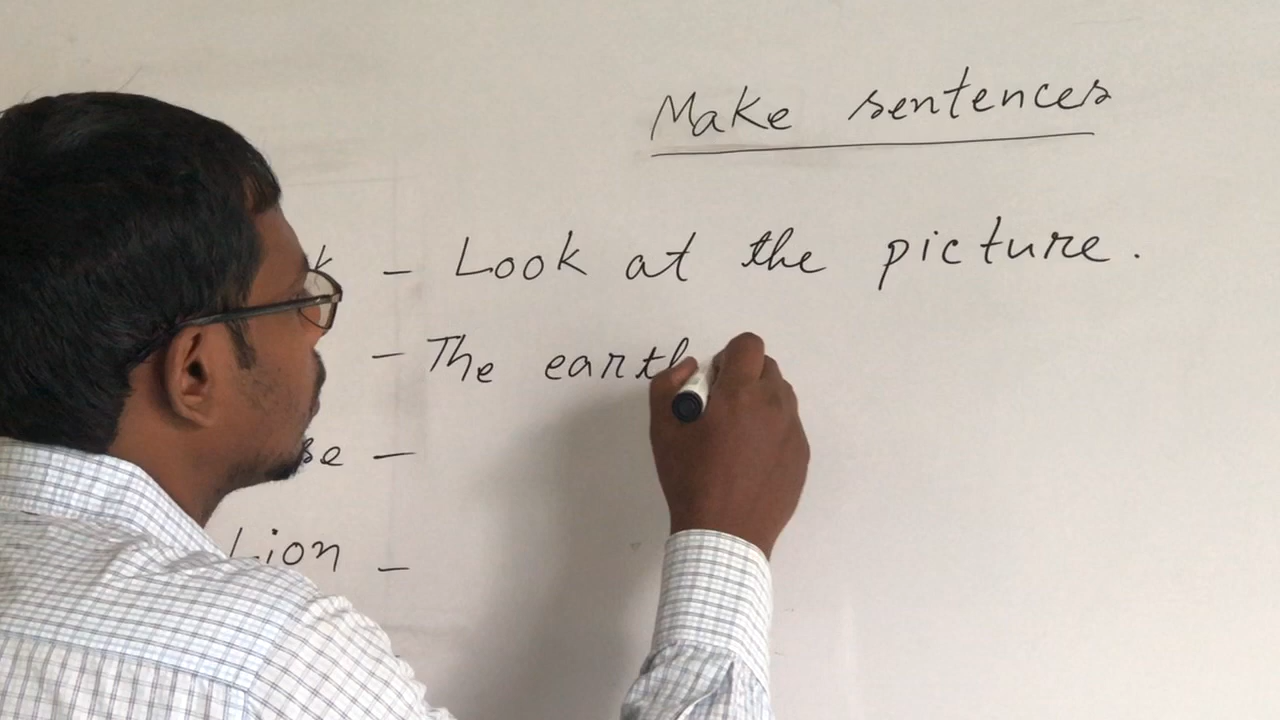 Make sentences
– Look at the picture.
– The earth
–
Lion –